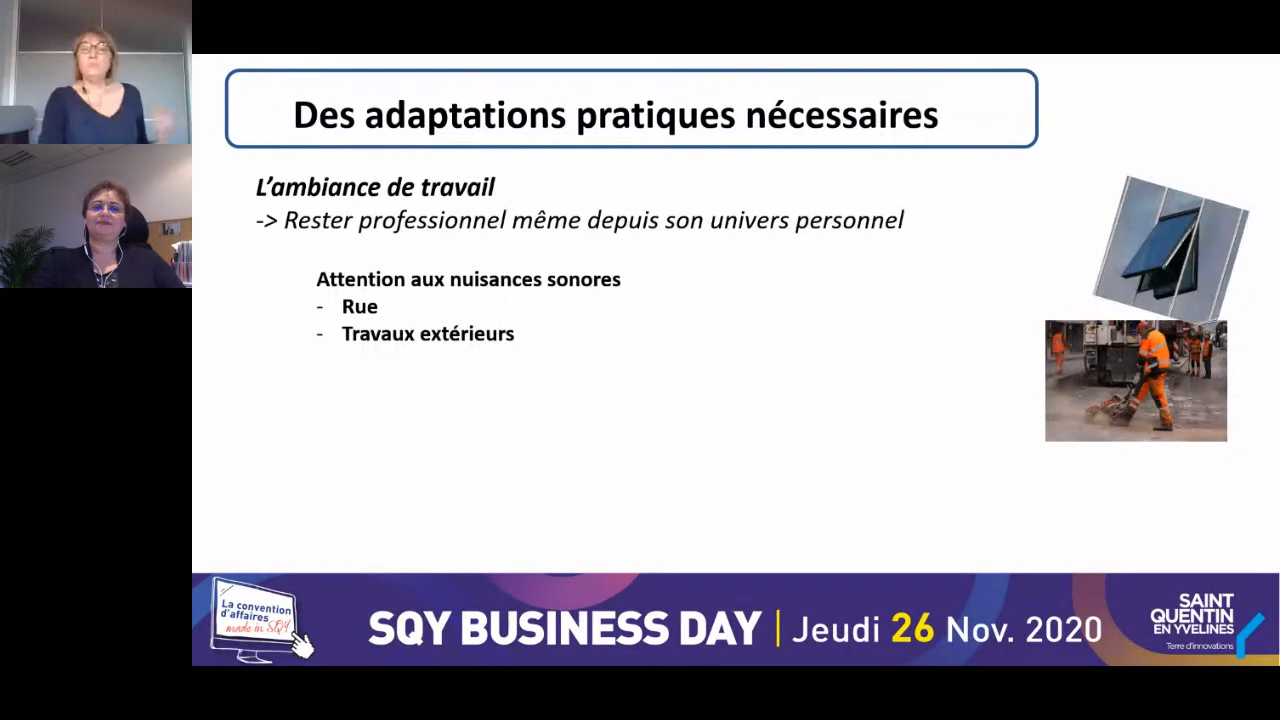 Des adaptations pratiques nécessaires
L'ambiance de travail
-> Rester professionnel même depuis son univers personnel
Attention aux nuisances sonores
- Rue
- Travaux extérieurs
La convention
d'affaires
made in SQY
SQY BUSINESS DAY | Jeudi 26 Nov. 2020
SAINT
QUENTIN
EN YVELINES
Terre d'innovations